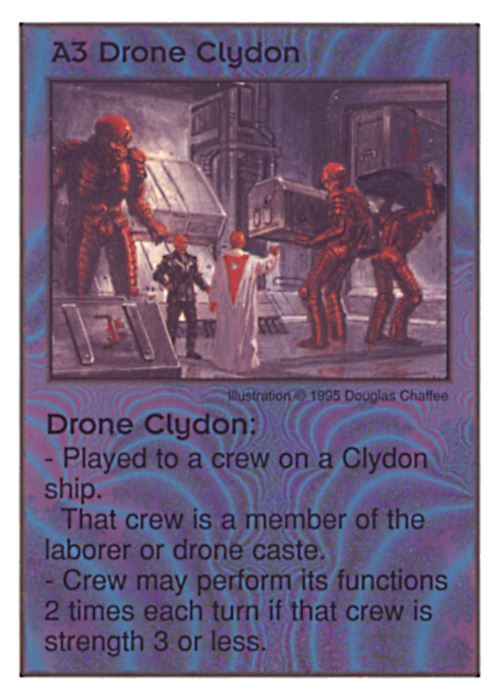 A3 Drone Clydon
Illustration © 1995 Douglas Chaffee
Drone Clydon:
- Played to a crew on a Clydon
ship.
That crew is a member of the
laborer or drone caste.
- Crew may perform its functions
2 times each turn if that crew is
strength 3 or less.